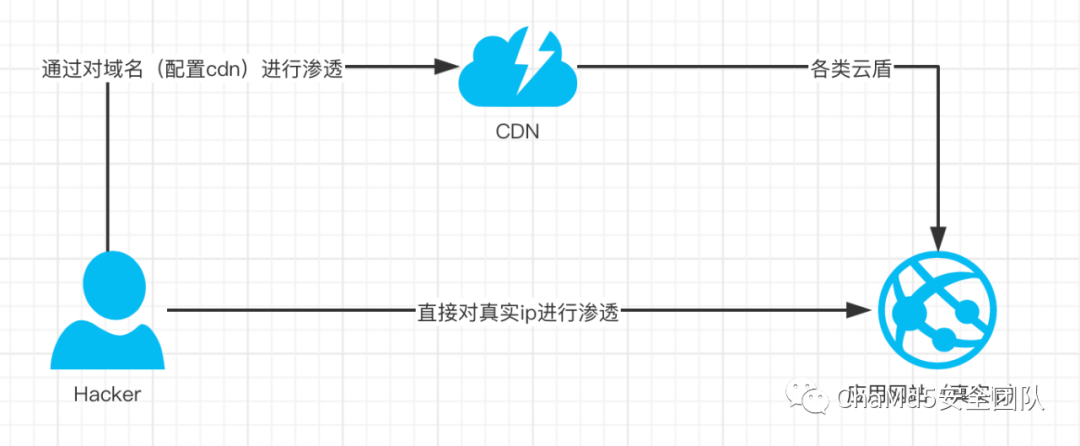 通过对域名（配置cdn）进行渗透
各类云盾
CDN
直接对真实ip进行渗透
Hacker
应用网站
ChaMd5安全团队